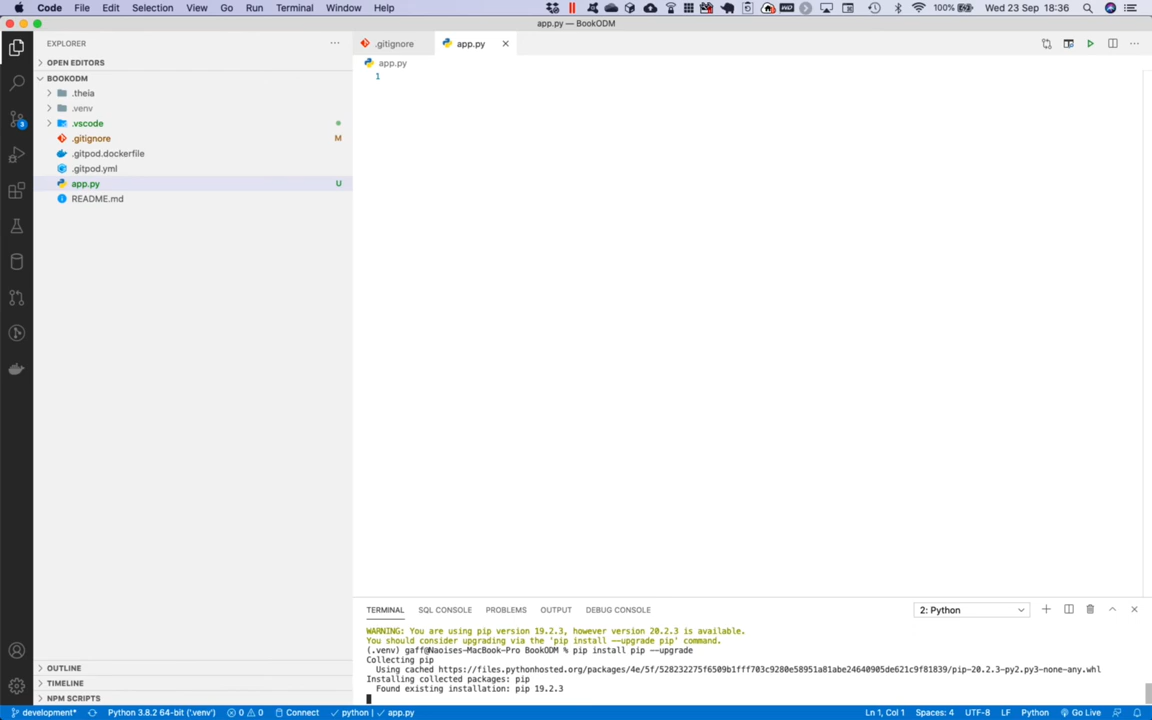 Code File Edit Selection View Go Run Terminal Window Help 100% Wed 23 Sep 18:36
app.py — BookODM
EXPLORER
OPEN EDITORS
BOOKODM
.theia
.venv
.vscode
.gitignore M
.gitpod.dockerfile
.gitpod.yml
app.py U
README.md
OUTLINE
TIMELINE
NPM SCRIPTS
3
.gitignore app.py
app.py
1
TERMINAL SQL CONSOLE PROBLEMS OUTPUT DEBUG CONSOLE 2: Python
WARNING: You are using pip version 19.2.3, however version 20.2.3 is available.
You should consider upgrading via the 'pip install --upgrade pip' command.
(.venv) gaff@Naoises-MacBook-Pro BookODM % pip install pip --upgrade
Collecting pip
Using cached https://files.pythonhosted.org/packages/4e/5f/528232275f6509b1fff703c9280e58951a81abe24640905de621c9f81839/pip-20.2.3-py2.py3-none-any.whl
Installing collected packages: pip
Found existing installation: pip 19.2.3
development* Python 3.8.2 64-bit ('.venv') 0 0 Connect python | app.py Ln 1, Col 1 Spaces: 4 UTF-8 LF Python Go Live